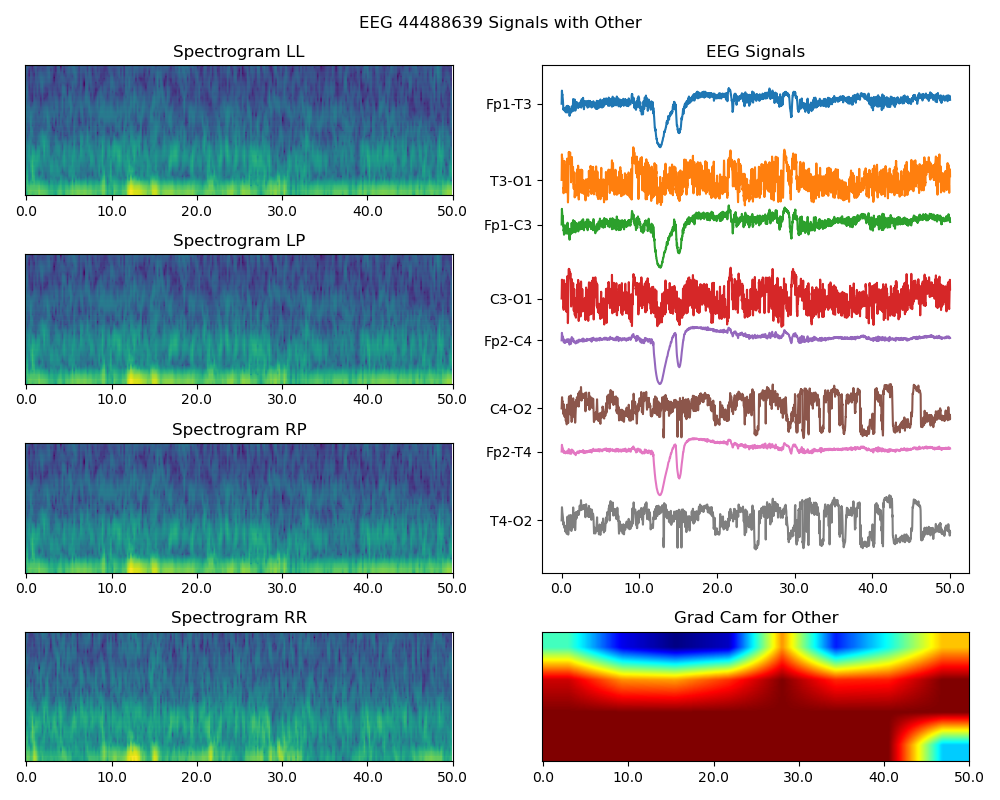 EEG 44488639 Signals with Other
Spectrogram LL
0.0 10.0 20.0 30.0 40.0 50.0
Spectrogram LP
0.0 10.0 20.0 30.0 40.0 50.0
Spectrogram RP
0.0 10.0 20.0 30.0 40.0 50.0
Spectrogram RR
0.0 10.0 20.0 30.0 40.0 50.0
EEG Signals
Fp1-T3
T3-O1
Fp1-C3
C3-O1
Fp2-C4
C4-O2
Fp2-T4
T4-O2
0.0 10.0 20.0 30.0 40.0 50.0
Grad Cam for Other
0.0 10.0 20.0 30.0 40.0 50.0